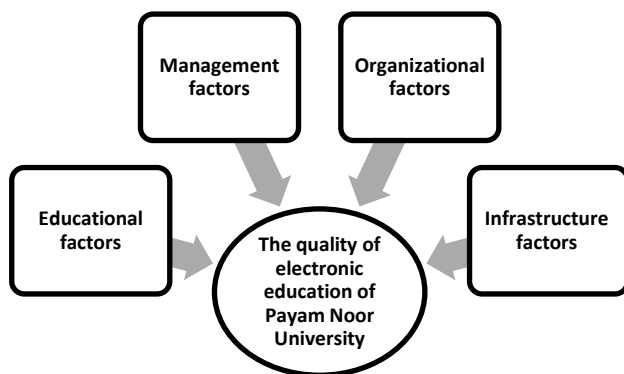 Management
factors
Organizational
factors
Educational
factors
Infrastructure
factors
The quality of
electronic
education of
Payam Noor
University